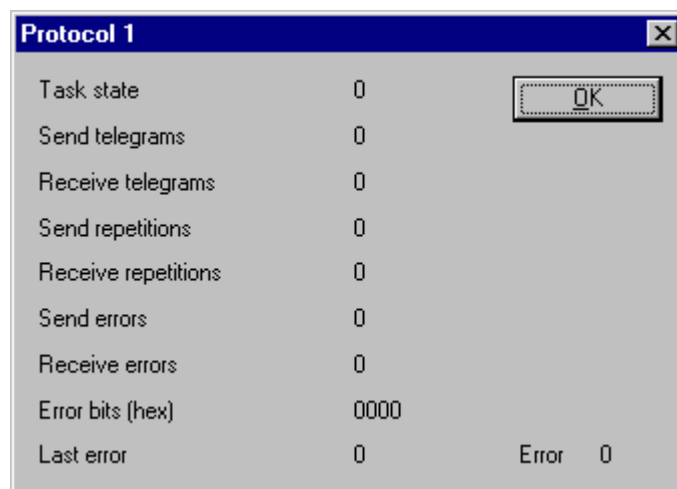 Protocol 1
Task state 0 OK
Send telegrams 0
Receive telegrams 0
Send repetitions 0
Receive repetitions 0
Send errors 0
Receive errors 0
Error bits (hex) 0000
Last error 0 Error 0